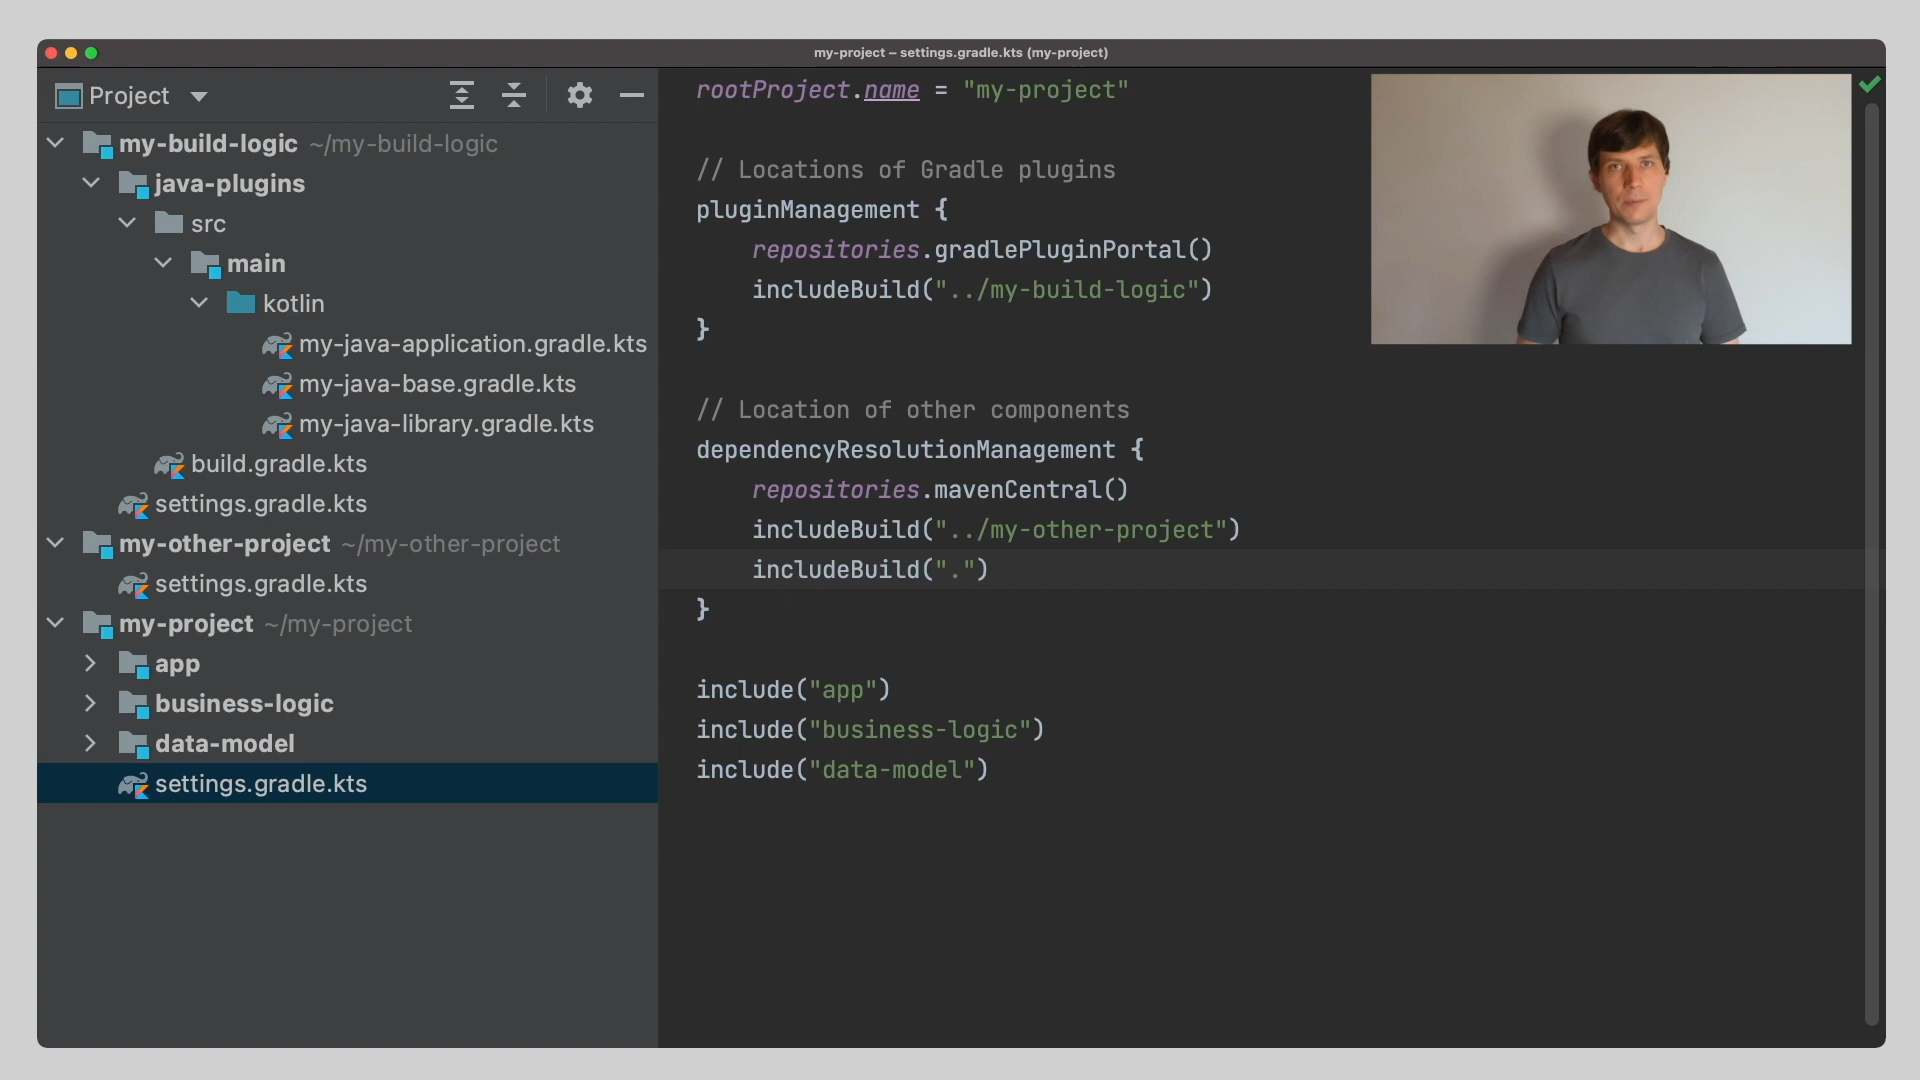 my-project – settings.gradle.kts (my-project)
Project
my-build-logic ~/my-build-logic
java-plugins
src
main
kotlin
my-java-application.gradle.kts
my-java-base.gradle.kts
my-java-library.gradle.kts
build.gradle.kts
settings.gradle.kts
my-other-project ~/my-other-project
settings.gradle.kts
my-project ~/my-project
app
business-logic
data-model
settings.gradle.kts
rootProject.name = "my-project"
// Locations of Gradle plugins
pluginManagement {
repositories.gradlePluginPortal()
includeBuild("../my-build-logic")
}
// Location of other components
dependencyResolutionManagement {
repositories.mavenCentral()
includeBuild("../my-other-project")
includeBuild(".")
}
include("app")
include("business-logic")
include("data-model")